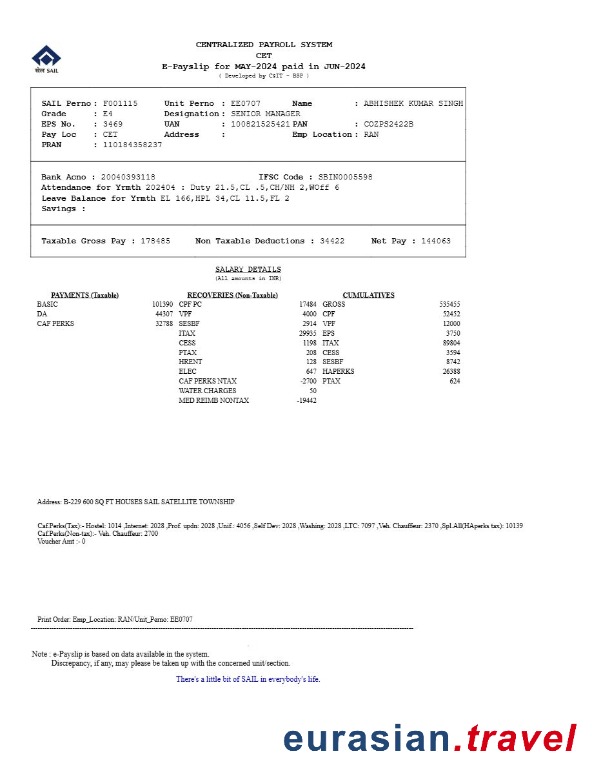 CENTRALIZED PAYROLL SYSTEM
CET
E-Payslip for MAY-2024 paid in JUN-2024
( Developed by C&IT - BSP )
सेल SAIL
SAIL Perno : F001115 Unit Perno : EE0707 Name : ABHISHEK KUMAR SINGH
Grade : E4 Designation : SENIOR MANAGER
EPS No. : 3469 UAN : 100821525421 PAN : COZPS2422B
Pay Loc : CET Address : Emp Location : RAN
PRAN : 110184358237
Bank Acno : 20040393118 IFSC Code : SBIN0005598
Attendance for Yrmth 202404 : Duty 21.5,CL .5,CH/NH 2,WOff 6
Leave Balance for Yrmth EL 166,HPL 34,CL 11.5,FL 2
Savings :
Taxable Gross Pay : 178485 Non Taxable Deductions : 34422 Net Pay : 144063
SALARY DETAILS
(All amounts in INR)
PAYMENTS (Taxable) RECOVERIES (Non-Taxable) CUMULATIVES
BASIC 101390 CPF PC 17484 GROSS 535455
DA 44307 VPF 4000 CPF 52452
CAF PERKS 32788 SESBF 2914 VPF 12000
ITAX 29935 EPS 3750
CESS 1198 ITAX 89804
PTAX 208 CESS 3594
HRENT 128 SESBF 8742
ELEC 647 HAPERKS 26388
CAF PERKS NTAX -2700 PTAX 624
WATER CHARGES 50
MED REIMB NONTAX -19442
Address: B-229 600 SQ FT HOUSES SAIL SATELLITE TOWNSHIP
Caf.Perks(Tax):- Hostel: 1014 ,Internet: 2028 ,Prof. updn: 2028 ,Unif.: 4056 ,Self Dev: 2028 ,Washing: 2028 ,LTC: 7097 ,Veh. Chauffeur: 2370 ,Spl.All(HAperks tax): 10139
Caf.Perks(Non-tax):- Veh. Chauffeur: 2700
Voucher Amt :- 0
Print Order: Emp_Location: RAN/Unit_Perno: EE0707
Note : e-Payslip is based on data available in the system.
Discrepancy, if any, may be please be taken up with the concerned unit/section.
There's a little bit of SAIL in everybody's life.
eurasian.travel